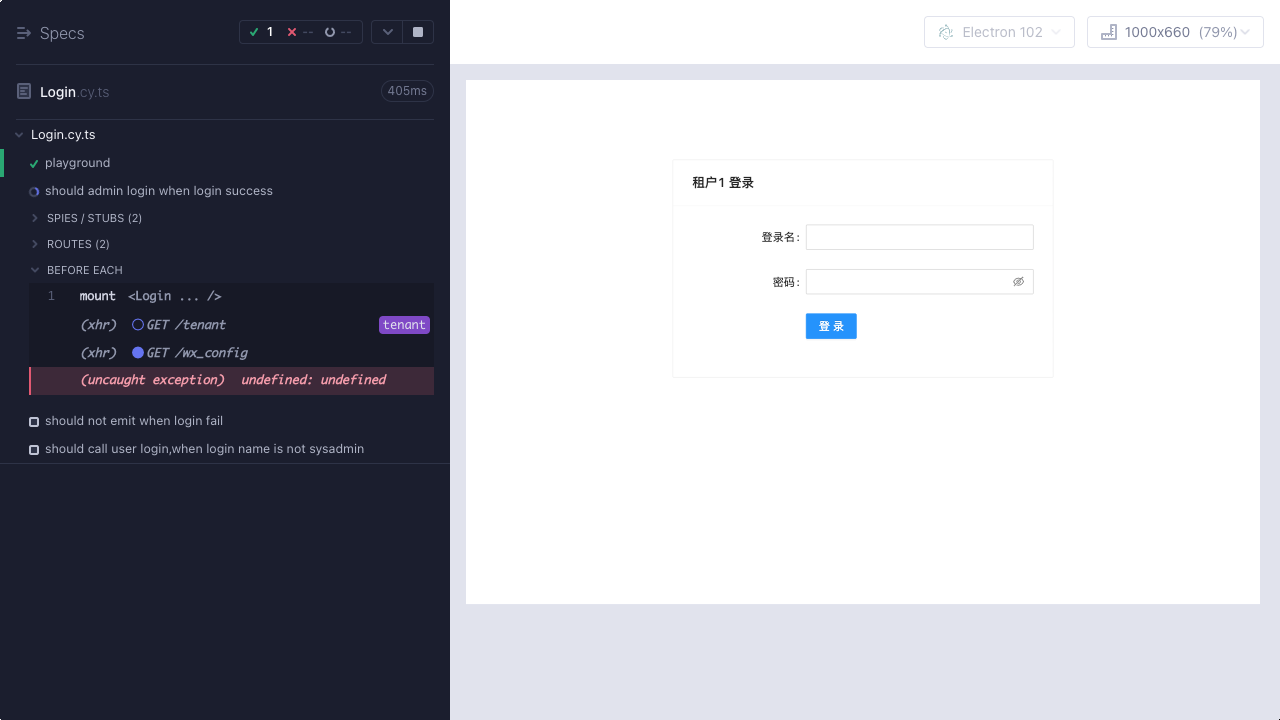 Specs
1 -- --
Login.cy.ts
405ms
Login.cy.ts
playground
should admin login when login success
SPIES / STUBS (2)
ROUTES (2)
BEFORE EACH
1 mount <Login ... />
(xhr) GET /tenant tenant
(xhr) GET /wx_config
(uncaught exception) undefined: undefined
should not emit when login fail
should call user login,when login name is not sysadmin
Electron 102
1000x660 (79%)
租户1 登录
登录名:
密码:
登 录